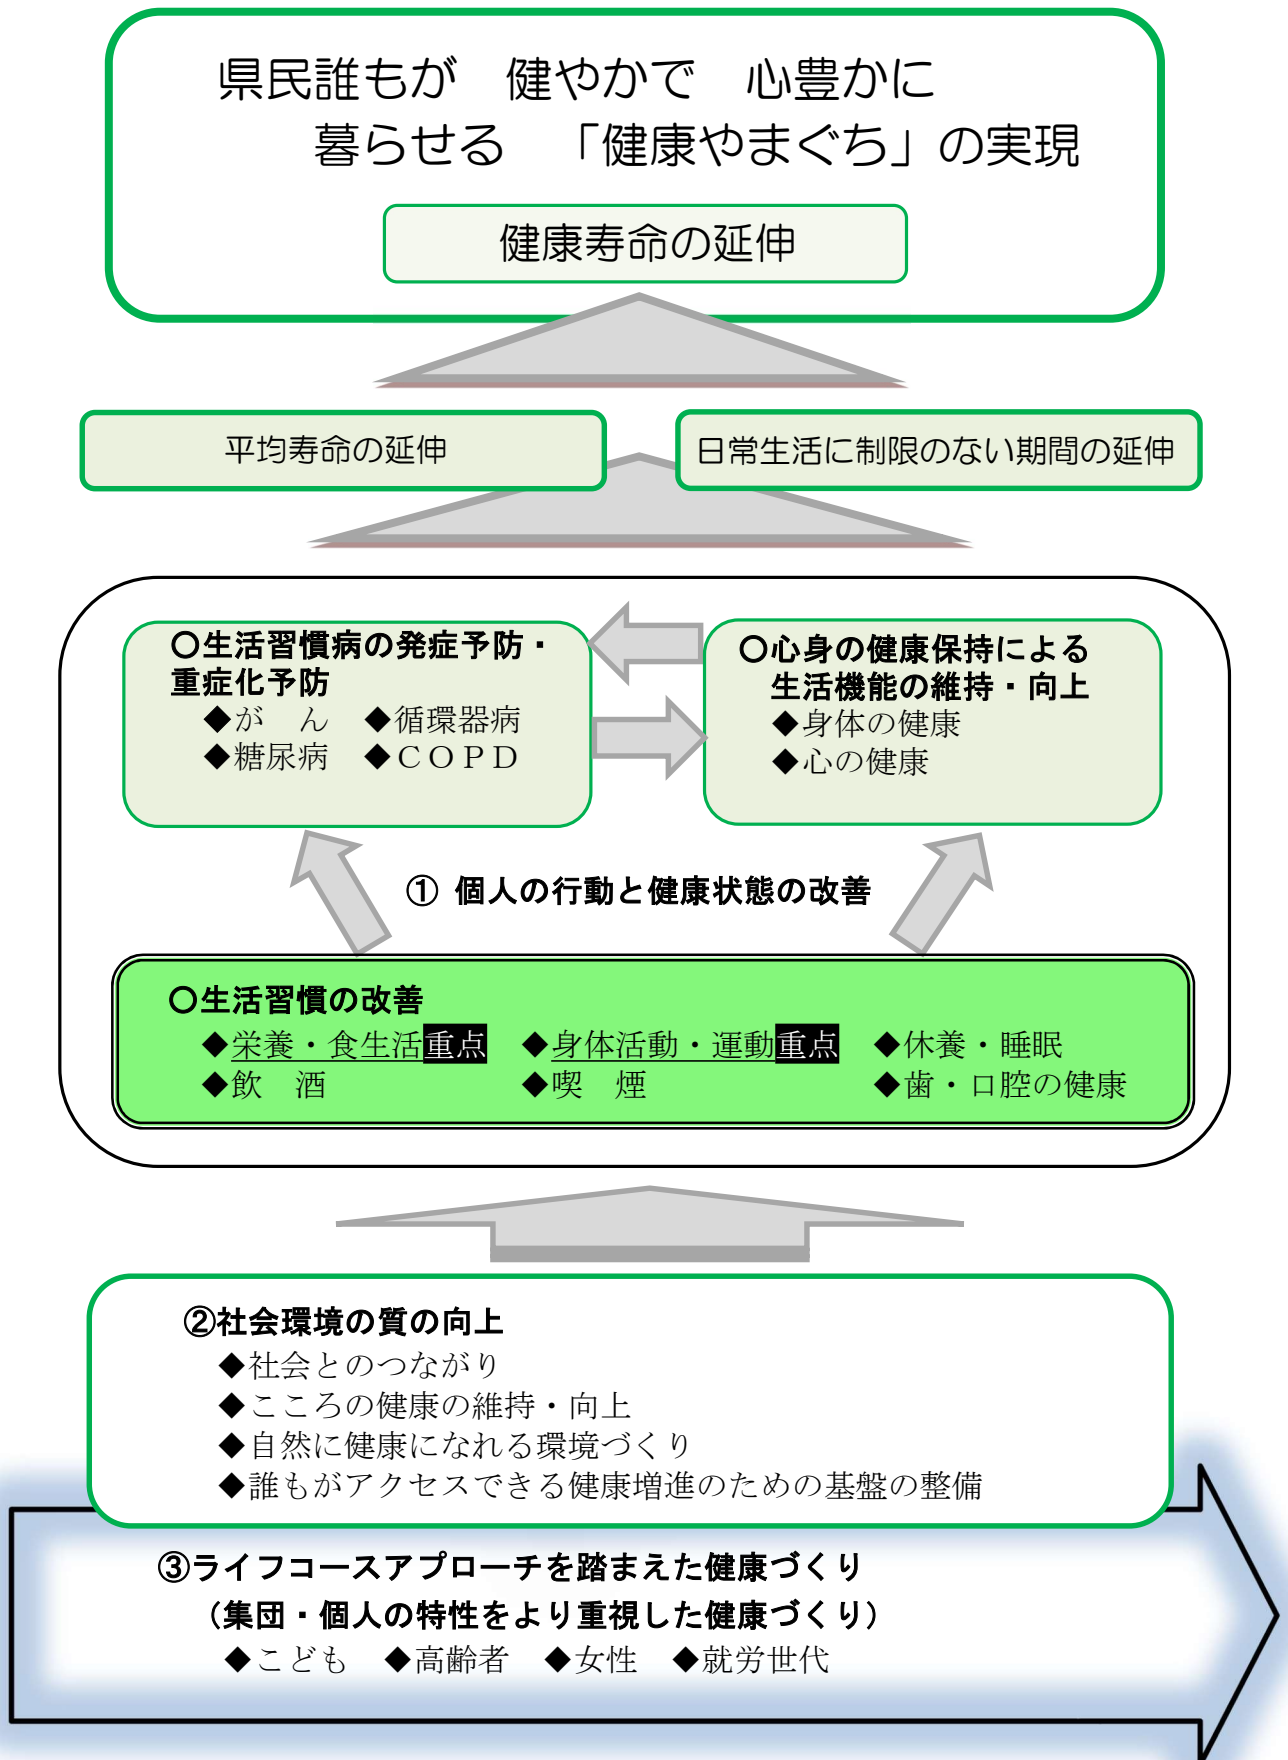 県民誰もが　健やかで　心豊かに
暮らせる　「健康やまぐち」の実現
健康寿命の延伸
平均寿命の延伸
日常生活に制限のない期間の延伸
〇生活習慣病の発症予防・
重症化予防
◆が　ん　◆循環器病
◆糖尿病　◆ＣＯＰＤ
〇心身の健康保持による
生活機能の維持・向上
◆身体の健康
◆心の健康
① 個人の行動と健康状態の改善
〇生活習慣の改善
◆栄養・食生活重点　◆身体活動・運動重点　◆休養・睡眠
◆飲　酒　◆喫　煙　◆歯・口腔の健康
②社会環境の質の向上
◆社会とのつながり
◆こころの健康の維持・向上
◆自然に健康になれる環境づくり
◆誰もがアクセスできる健康増進のための基盤の整備
③ライフコースアプローチを踏まえた健康づくり
（集団・個人の特性をより重視した健康づくり）
◆こども　◆高齢者　◆女性　◆就労世代